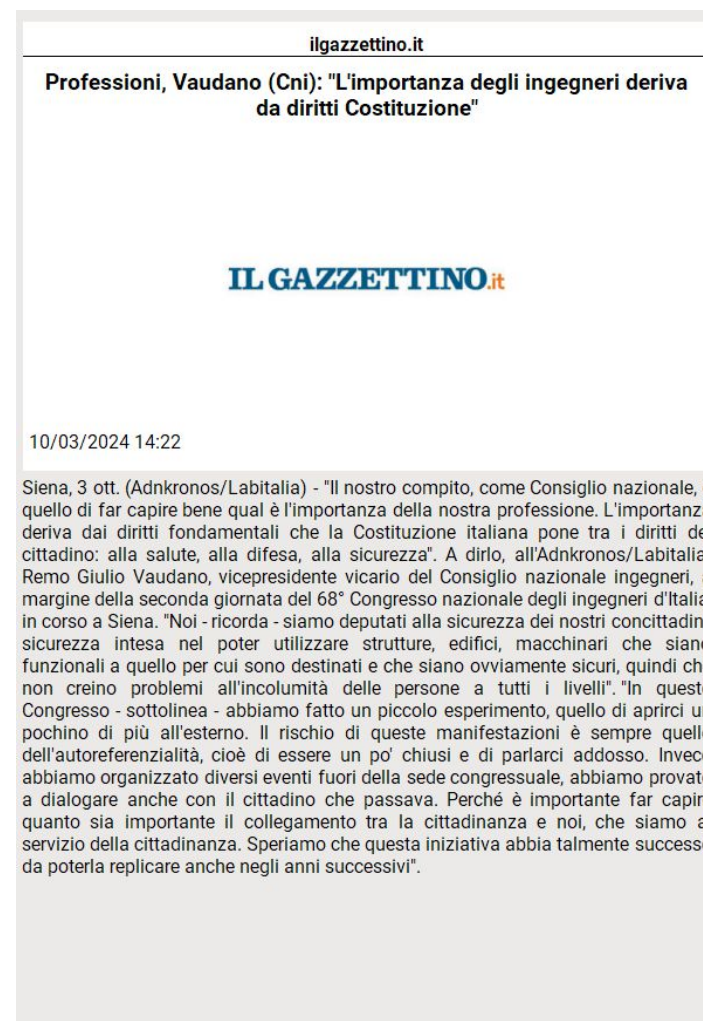 ilgazzettino.it
Professioni, Vaudano (Cni): "L'importanza degli ingegneri deriva
da diritti Costituzione"
IL GAZZETTINO.it
10/03/2024 14:22
Siena, 3 ott. (Adnkronos/Labitalia) - "Il nostro compito, come Consiglio nazionale,
quello di far capire bene qual è l'importanza della nostra professione. L'importanza
deriva dai diritti fondamentali che la Costituzione italiana pone tra i diritti de
cittadino: alla salute, alla difesa, alla sicurezza". A dirlo, all'Adnkronos/Labitalia
Remo Giulio Vaudano, vicepresidente vicario del Consiglio nazionale ingegneri,
margine della seconda giornata del 68° Congresso nazionale degli ingegneri d'Italia
in corso a Siena. "Noi - ricorda - siamo deputati alla sicurezza dei nostri concittadin
sicurezza intesa nel poter utilizzare strutture, edifici, macchinari che siano
funzionali a quello per cui sono destinati e che siano ovviamente sicuri, quindi ch
non creino problemi all'incolumità delle persone a tutti i livelli". "In questo
Congresso - sottolinea - abbiamo fatto un piccolo esperimento, quello di aprirci u
pochino di più all'esterno. Il rischio di queste manifestazioni è sempre quello
dell'autoreferenzialità, cioè di essere un po' chiusi e di parlarci addosso. Invece
abbiamo organizzato diversi eventi fuori della sede congressuale, abbiamo provato
a dialogare anche con il cittadino che passava. Perché è importante far capire
quanto sia importante il collegamento tra la cittadinanza e noi, che siamo a
servizio della cittadinanza. Speriamo che questa iniziativa abbia talmente successo
da poterla replicare anche negli anni successivi".